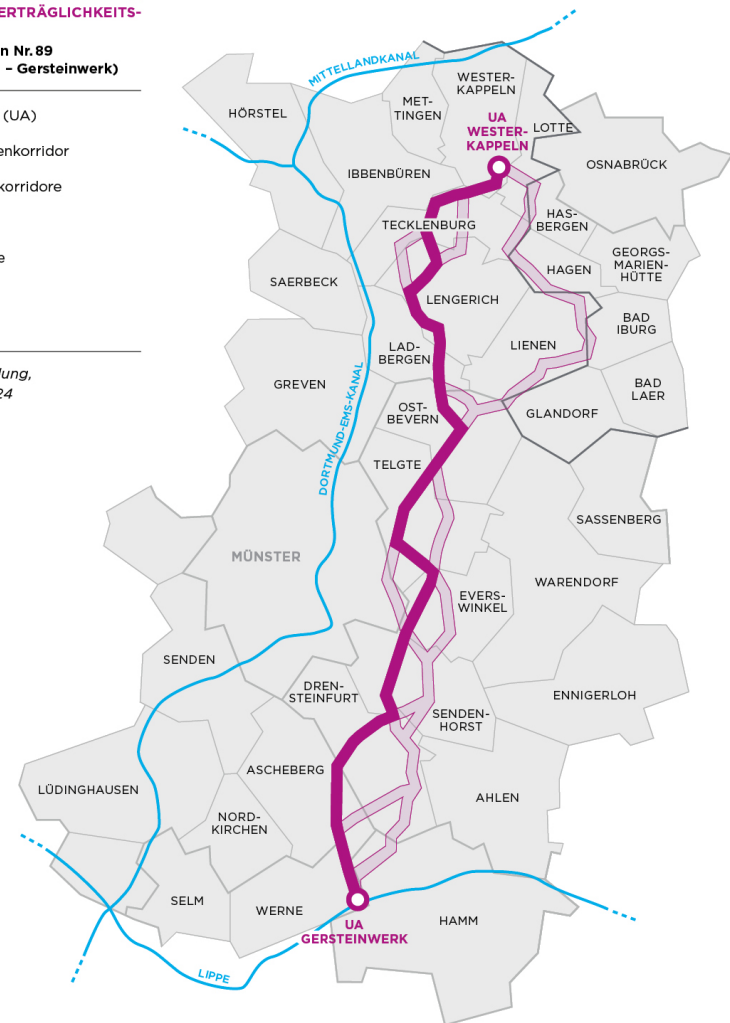 ERTRÄGLICHKEITS-
n Nr. 89
– Gersteinwerk)
(UA)
enkorridor
korridore
e
lung,
24
MITTELLANDKANAL
WESTER-
KAPPELN
MET-
TINGEN
HÖRSTEL
UA
WESTER-
KAPPELN
LOTTE
OSNABRÜCK
IBBENBÜREN
HAS-
BERGEN
TECKLENBURG
GEORGS-
MARIEN-
HÜTTE
HAGEN
SAERBECK
LENGERICH
BAD
IBURG
LIENEN
LAD-
BERGEN
GREVEN
BAD
LAER
OST-
BEVERN
GLANDORF
DORTMUND-EMS-KANAL
TELGTE
SASSENBERG
MÜNSTER
WARENDORF
EVERS-
WINKEL
SENDEN
DREN-
STEINFURT
ENNIGERLOH
SENDEN-
HORST
ASCHEBERG
LÜDINGHAUSEN
AHLEN
NORD-
KIRCHEN
SELM
WERNE
HAMM
UA
GERSTEINWERK
LIPPE